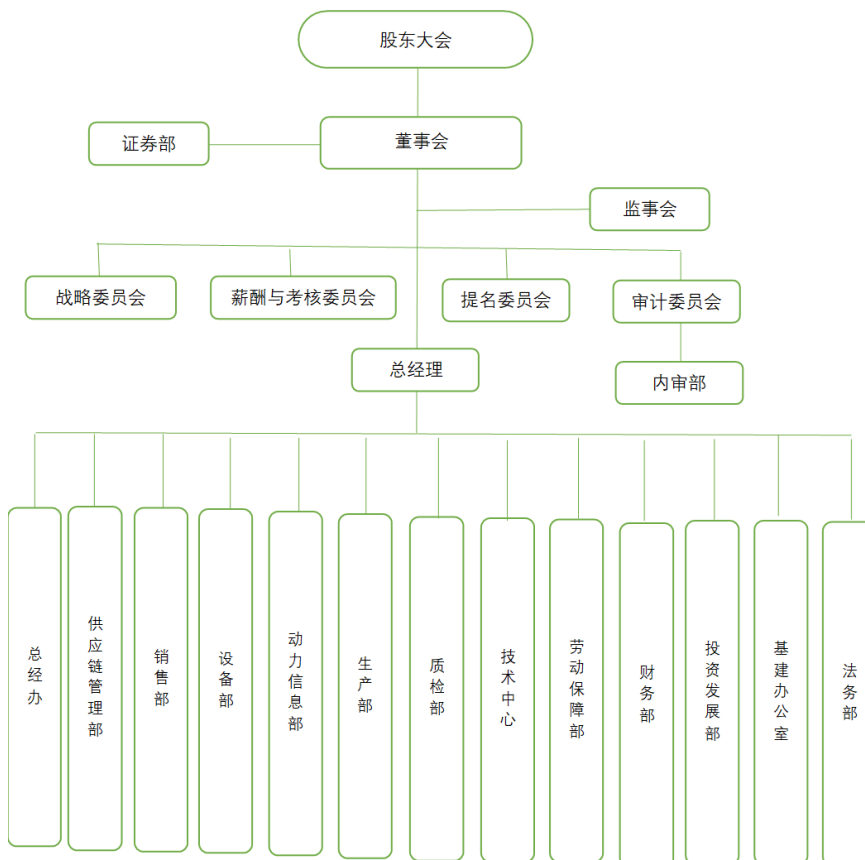 股东大会
证券部
董事会
监事会
战略委员会
薪酬与考核委员会
提名委员会
审计委员会
总经理
内审部
总经办
供应链管理部
销售部
设备部
动力信息部
生产部
质检部
技术中心
劳动保障部
财务部
投资发展部
基建办公室
法务部